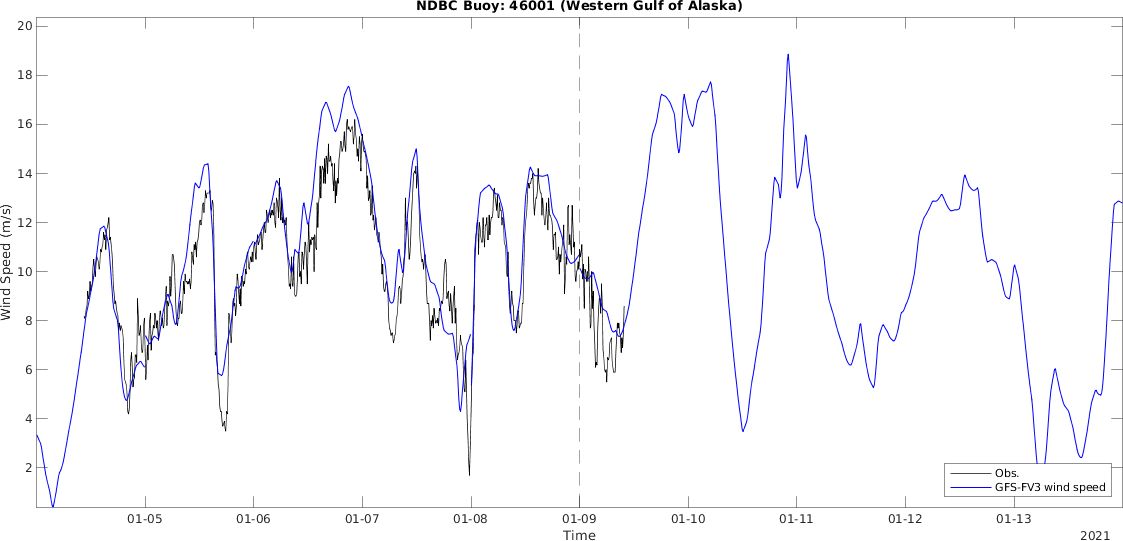 NDBC Buoy: 46001 (Western Gulf of Alaska)
20
18
16
14
12
10
8
6
4
2
Wind Speed (m/s)
Obs.
GFS-FV3 wind speed
01-05 01-06 01-07 01-08 01-09 01-10 01-11 01-12 01-13
Time
2021